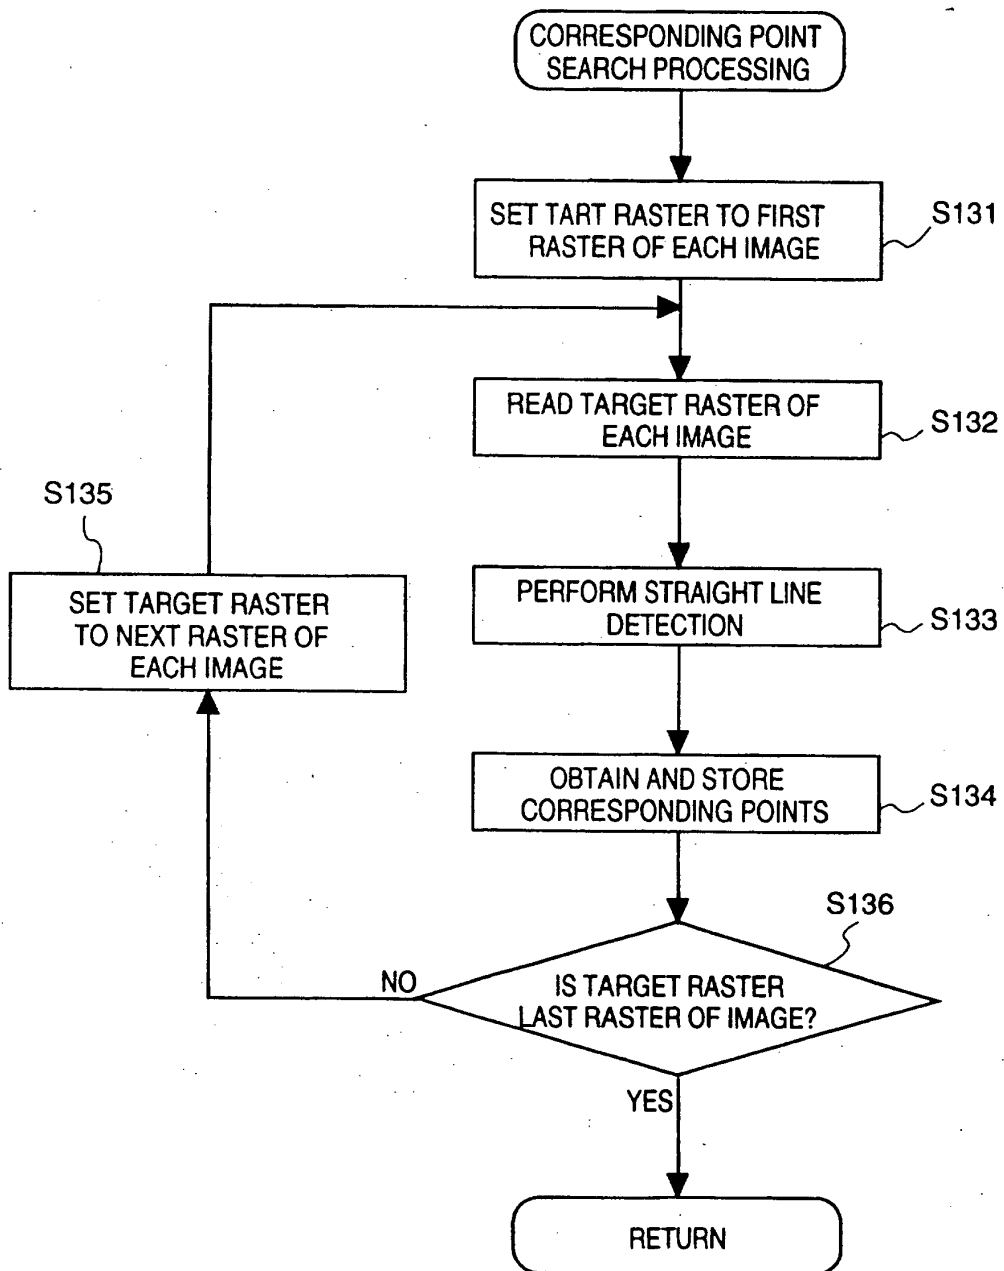 CORRESPONDING POINT
SEARCH PROCESSING
SET TART RASTER TO FIRST
RASTER OF EACH IMAGE
S131
READ TARGET RASTER OF
EACH IMAGE
S132
S135
SET TARGET RASTER
TO NEXT RASTER OF
EACH IMAGE
PERFORM STRAIGHT LINE
DETECTION
S133
OBTAIN AND STORE
CORRESPONDING POINTS
S134
S136
NO
IS TARGET RASTER
LAST RASTER OF IMAGE?
YES
RETURN